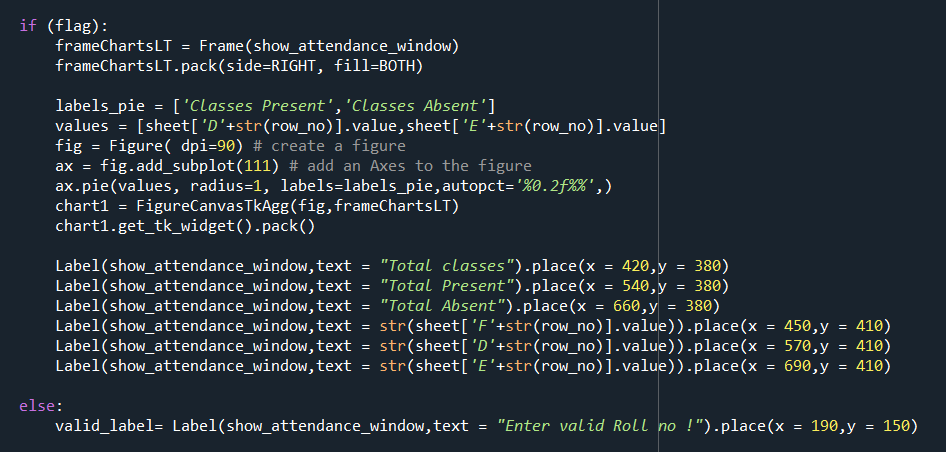 if (flag):
    frameChartsLT = Frame(show_attendance_window)
    frameChartsLT.pack(side=RIGHT, fill=BOTH)

    labels_pie = ['Classes Present','Classes Absent']
    values = [sheet['D'+str(row_no)].value,sheet['E'+str(row_no)].value]
    fig = Figure( dpi=90) # create a figure
    ax = fig.add_subplot(111) # add an Axes to the figure
    ax.pie(values, radius=1, labels=labels_pie,autopct='%0.2f%%',)
    chart1 = FigureCanvasTkAgg(fig,frameChartsLT)
    chart1.get_tk_widget().pack()

    Label(show_attendance_window,text = "Total classes").place(x = 420,y = 380)
    Label(show_attendance_window,text = "Total Present").place(x = 540,y = 380)
    Label(show_attendance_window,text = "Total Absent").place(x = 660,y = 380)
    Label(show_attendance_window,text = str(sheet['F'+str(row_no)].value)).place(x = 450,y = 410)
    Label(show_attendance_window,text = str(sheet['D'+str(row_no)].value)).place(x = 570,y = 410)
    Label(show_attendance_window,text = str(sheet['E'+str(row_no)].value)).place(x = 690,y = 410)

else:
    valid_label= Label(show_attendance_window,text = "Enter valid Roll no !").place(x = 190,y = 150)